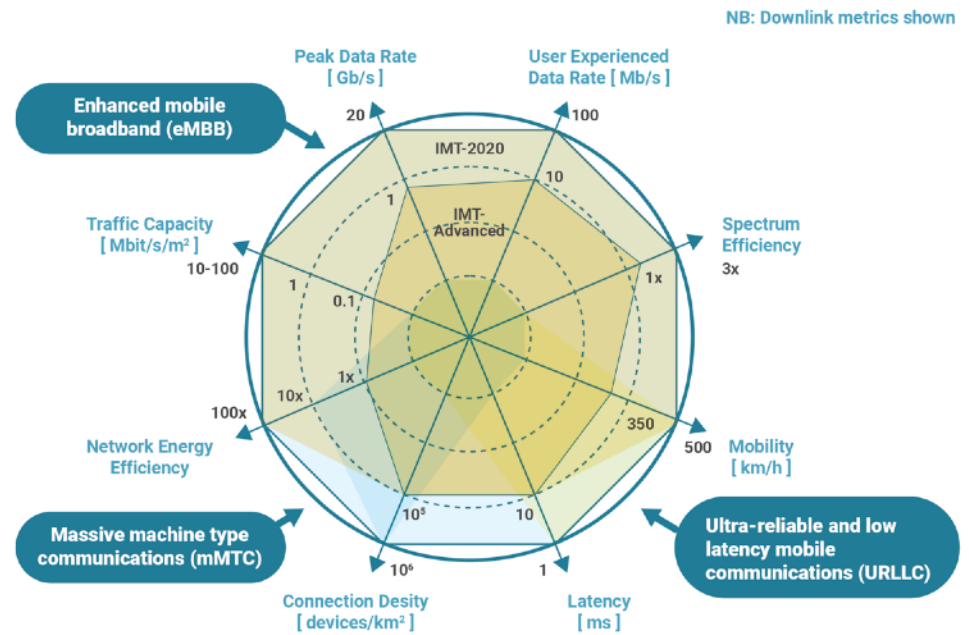 NB: Downlink metrics shown
Peak Data Rate
[ Gb/s ]
User Experienced
Data Rate [ Mb/s ]
Enhanced mobile
broadband (eMBB)
20
100
IMT-2020
1
10
IMT-
Advanced
Traffic Capacity
[ Mbit/s/m² ]
10-100
1
0.1
Spectrum
Efficiency
3x
1x
1x
10x
100x
Network Energy
Efficiency
350
500
Mobility
[ km/h ]
Massive machine type
communications (mMTC)
10⁵
10
10⁶
1
Ultra-reliable and low
latency mobile
communications (URLLC)
Connection Desity
[ devices/km² ]
Latency
[ ms ]